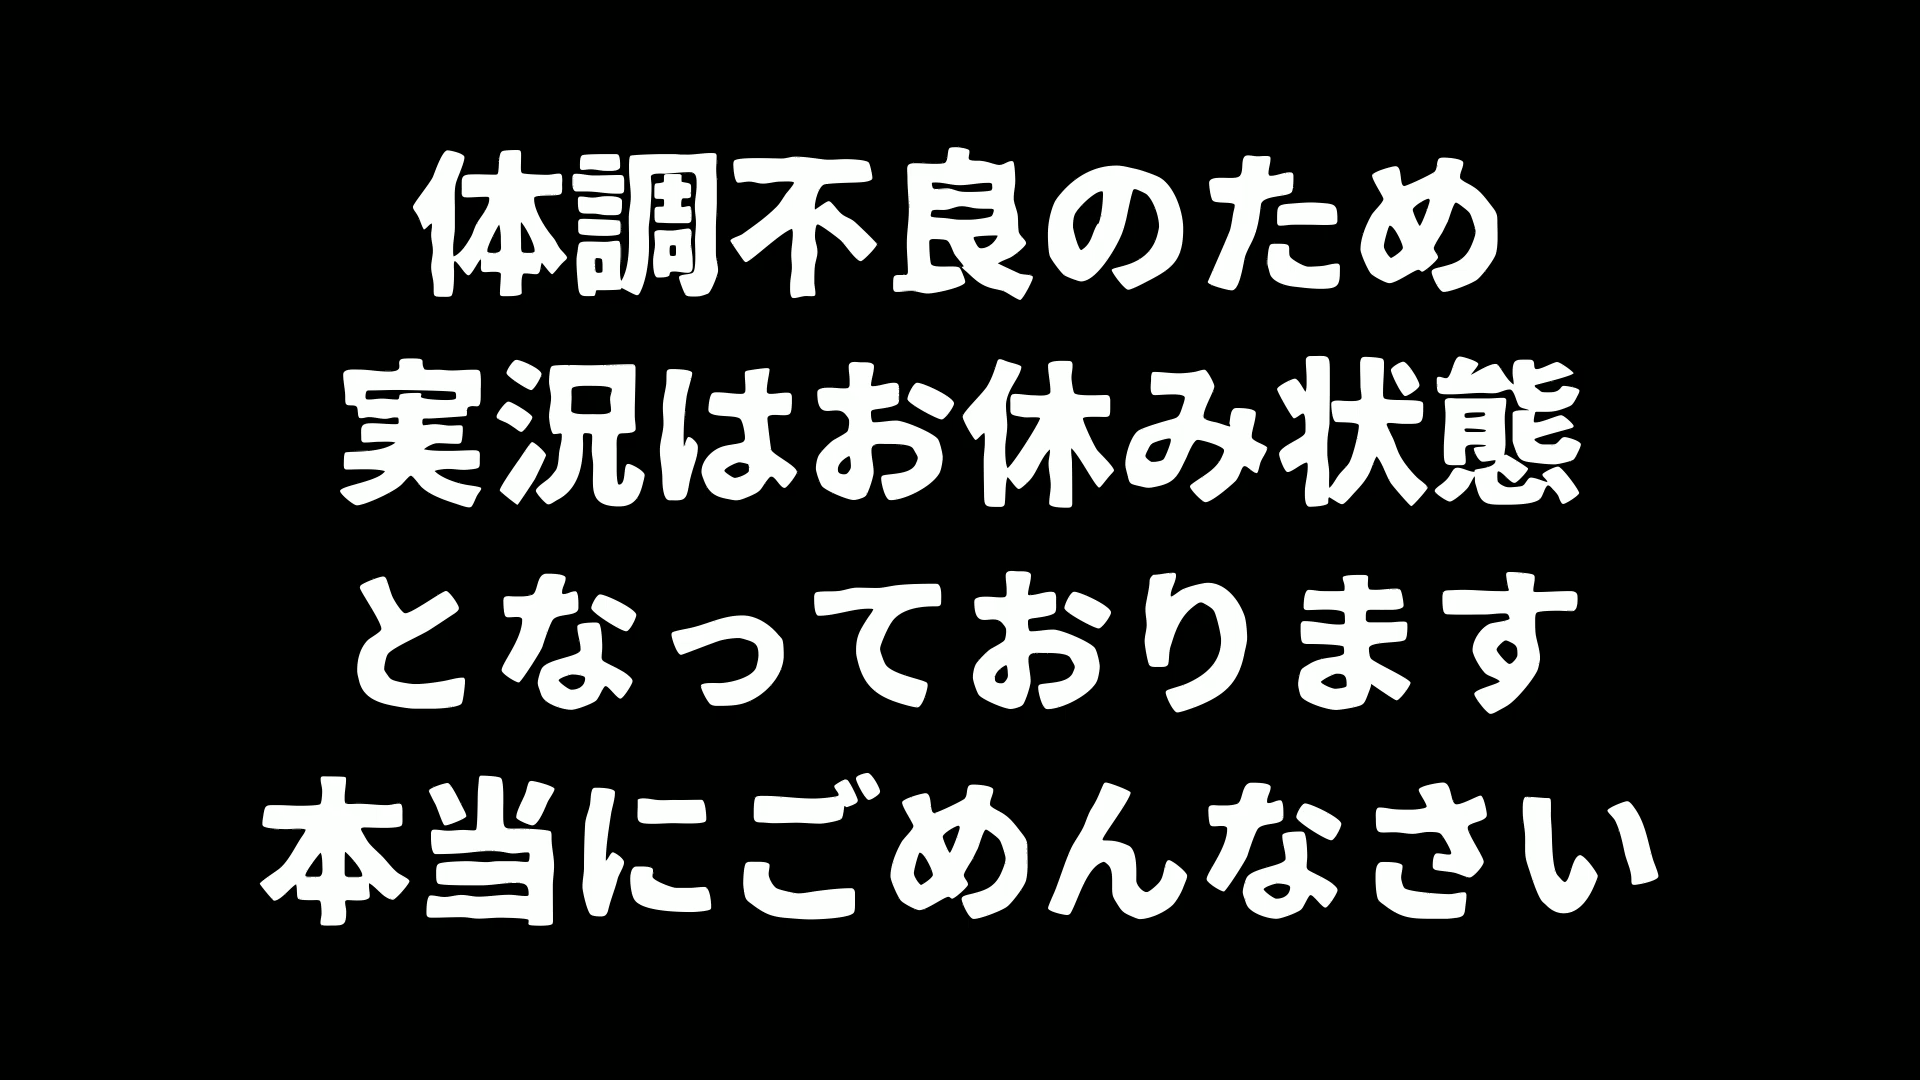 体調不良のため
実況はお休み状態
となっております
本当にごめんなさい